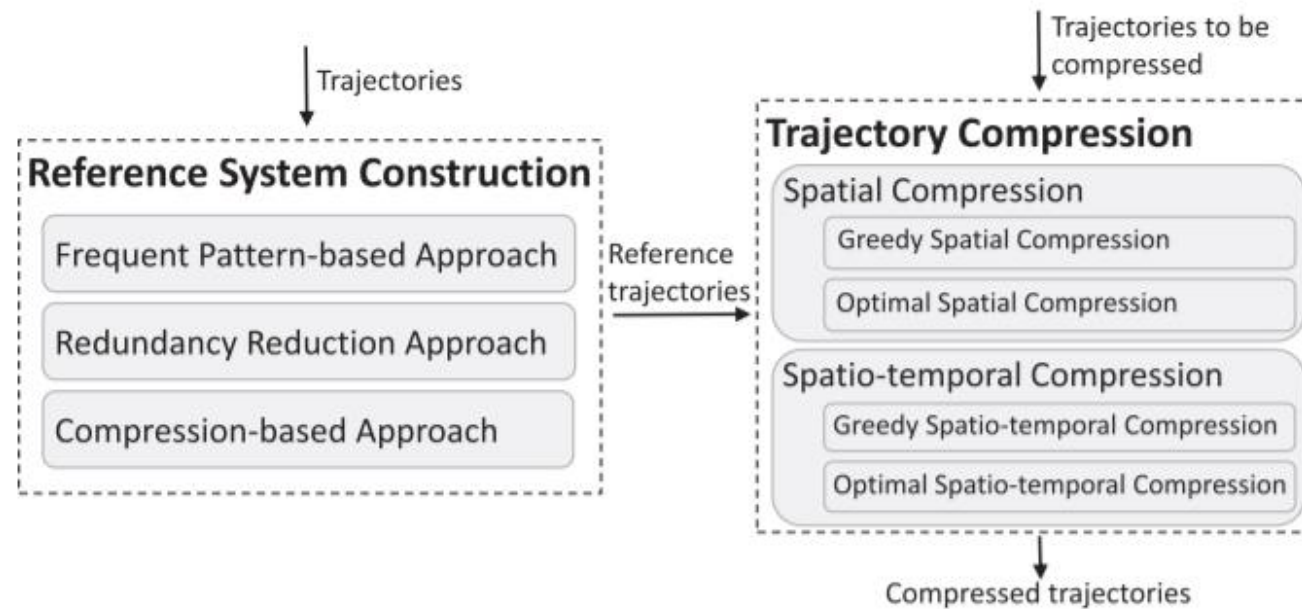 Trajectories
Reference System Construction
Frequent Pattern-based Approach
Redundancy Reduction Approach
Compression-based Approach
Reference
trajectories
Trajectories to be
compressed
Trajectory Compression
Spatial Compression
Greedy Spatial Compression
Optimal Spatial Compression
Spatio-temporal Compression
Greedy Spatio-temporal Compression
Optimal Spatio-temporal Compression
Compressed trajectories